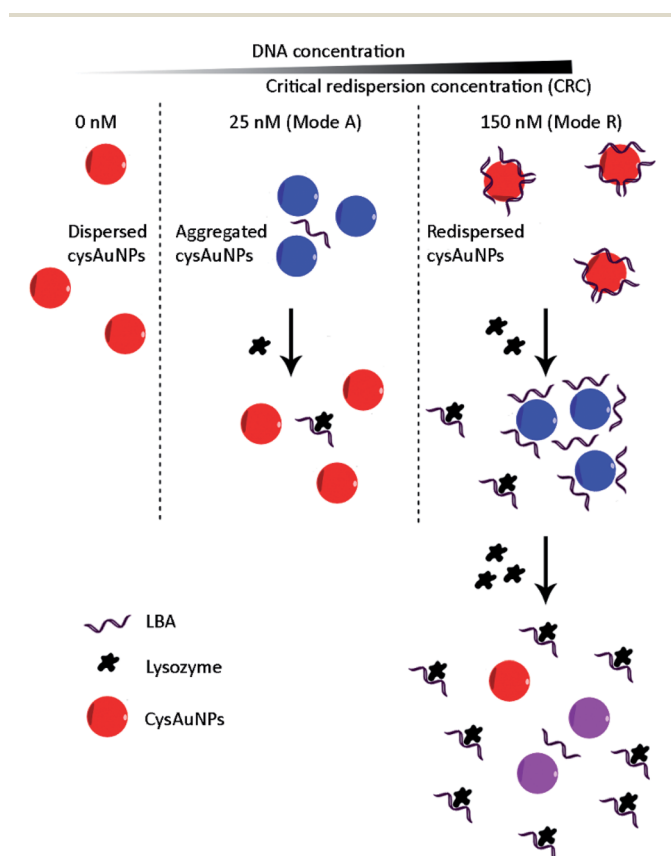 DNA concentration
Critical redispersion concentration (CRC)
0 nM
25 nM (Mode A)
150 nM (Mode R)
Dispersed
cysAuNPs
Aggregated
cysAuNPs
Redispersed
cysAuNPs
LBA
Lysozyme
CysAuNPs